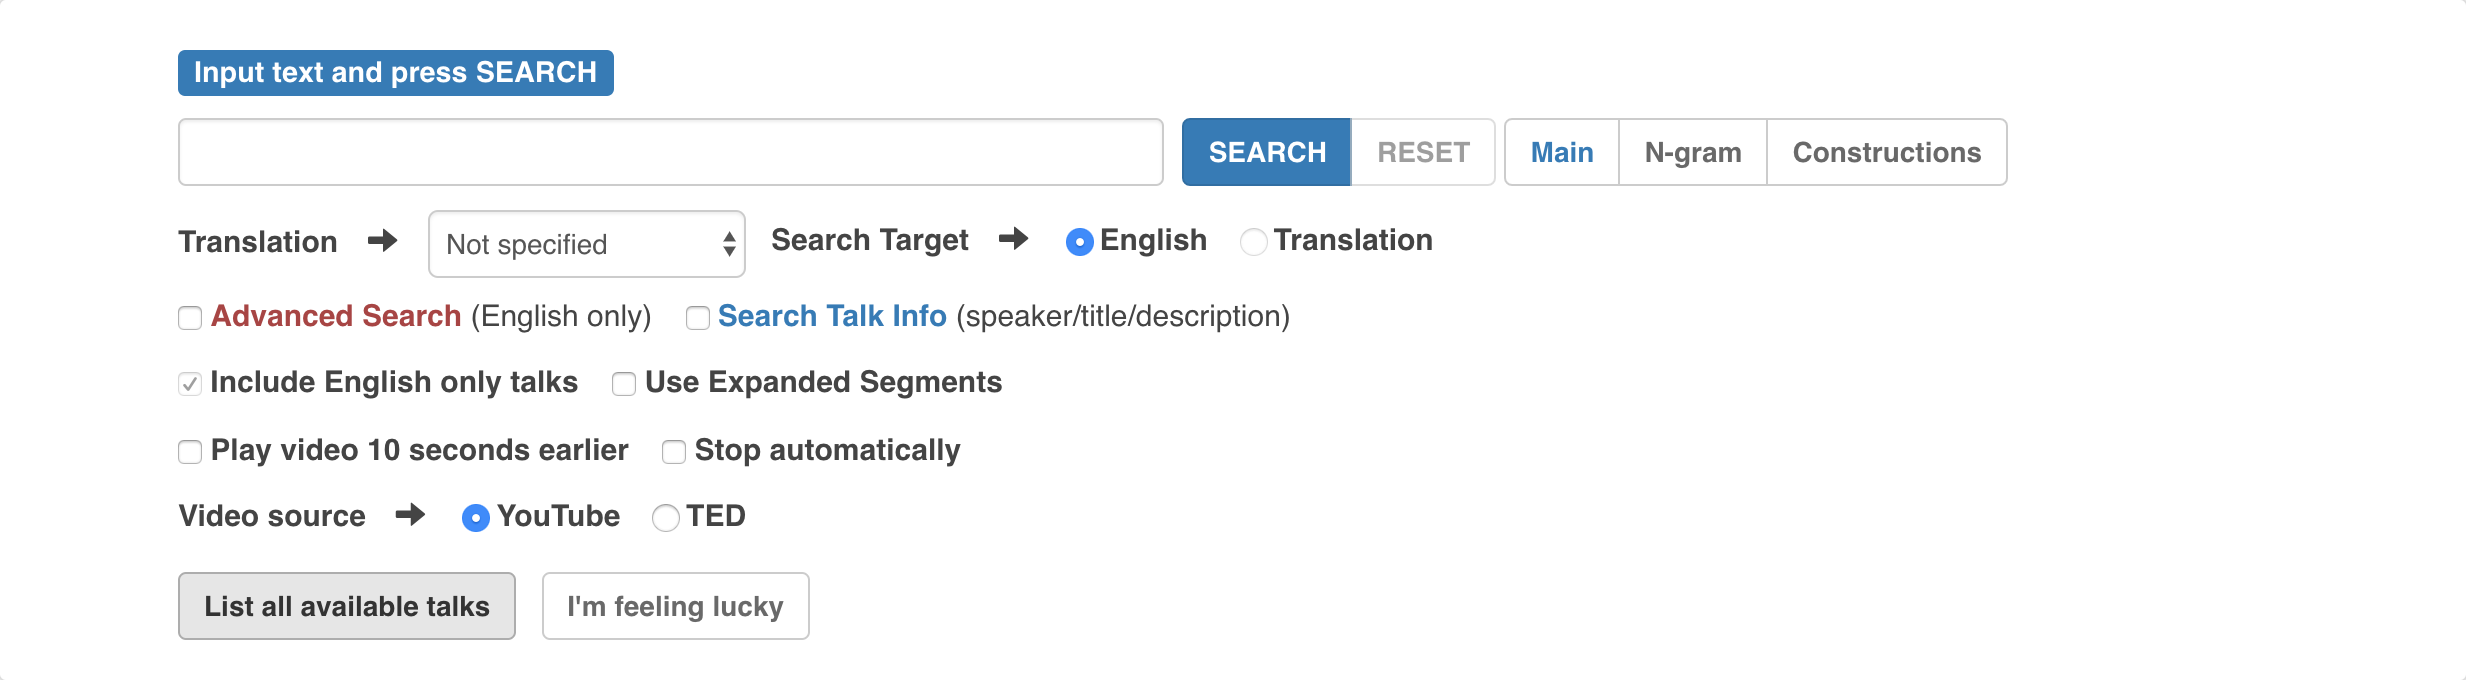 Input text and press SEARCH
SEARCH RESET Main N-gram Constructions
Translation Not specified Search Target English Translation
Advanced Search (English only) Search Talk Info (speaker/title/description)
Include English only talks Use Expanded Segments
Play video 10 seconds earlier Stop automatically
Video source YouTube TED
List all available talks I'm feeling lucky